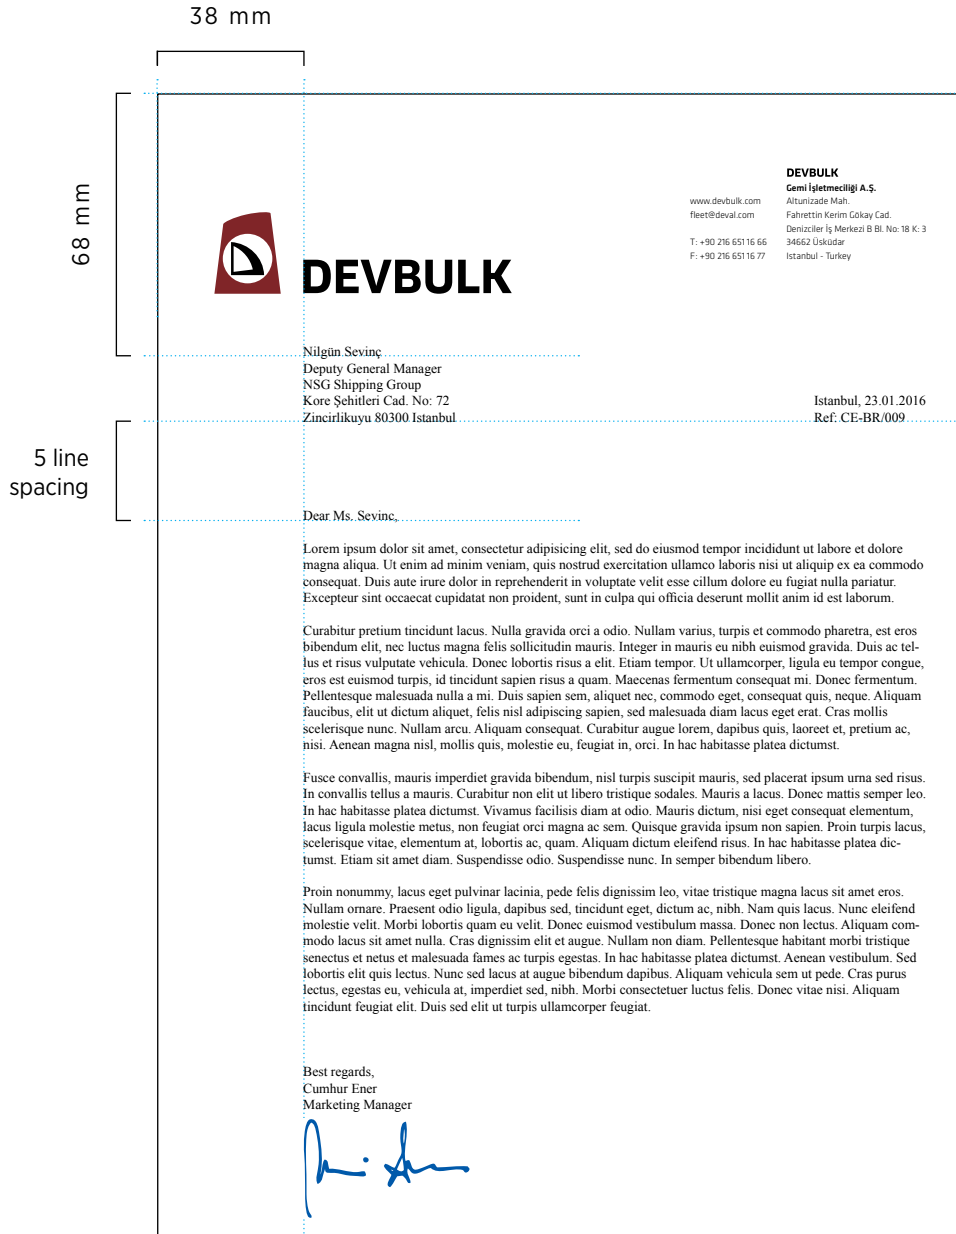 38 mm
68 mm
DEVBULK
www.devbulk.com
fleet@deval.com
T: +90 216 651 16 66
F: +90 216 651 16 77
DEVBULK
Gemi İşletmeciliği A.Ş.
Altunizade Mah.
Fahrettin Kerim Gökay Cad.
Denizciler İş Merkezi B Bl. No: 18 K: 3
34662 Üsküdar
Istanbul - Turkey
Nilgün Sevinç
Deputy General Manager
NSG Shipping Group
Kore Şehitleri Cad. No: 72
Zincirlikuyu 80300 Istanbul
Istanbul, 23.01.2016
Ref: CE-BR/009
5 line
spacing
Dear Ms. Sevinc,
Lorem ipsum dolor sit amet, consectetur adipisicing elit, sed do eiusmod tempor incididunt ut labore et dolore
magna aliqua. Ut enim ad minim veniam, quis nostrud exercitation ullamco laboris nisi ut aliquip ex ea commodo
consequat. Duis aute irure dolor in reprehenderit in voluptate velit esse cillum dolore eu fugiat nulla pariatur.
Excepteur sint occaecat cupidatat non proident, sunt in culpa qui officia deserunt mollit anim id est laborum.
Curabitur pretium tincidunt lacus. Nulla gravida orci a odio. Nullam varius, turpis et commodo pharetra, est eros
bibendum elit, nec luctus magna felis sollicitudin mauris. Integer in mauris eu nibh euismod gravida. Duis ac tel-
lus et risus vulputate vehicula. Donec lobortis risus a elit. Etiam tempor. Ut ullamcorper, ligula eu tempor congue,
eros est euismod turpis, id tincidunt sapien risus a quam. Maecenas fermentum consequat mi. Donec fermentum.
Pellentesque malesuada nulla a mi. Duis sapien sem, aliquet nec, commodo eget, consequat quis, neque. Aliquam
faucibus, elit ut dictum aliquet, felis nisl adipiscing sapien, sed malesuada diam lacus eget erat. Cras mollis
scelerisque nunc. Nullam arcu. Aliquam consequat. Curabitur augue lorem, dapibus quis, laoreet et, pretium ac,
nisi. Aenean magna nisl, mollis quis, molestie eu, feugiat in, orci. In hac habitasse platea dictumst.
Fusce convallis, mauris imperdiet gravida bibendum, nisl turpis suscipit mauris, sed placerat ipsum urna sed risus.
In convallis tellus a mauris. Curabitur non elit ut libero tristique sodales. Mauris a lacus. Donec mattis semper leo.
In hac habitasse platea dictumst. Vivamus facilisis diam at odio. Mauris dictum, nisi eget consequat elementum,
lacus ligula molestie metus, non feugiat orci magna ac sem. Quisque gravida ipsum non sapien. Proin turpis lacus,
scelerisque vitae, elementum at, lobortis ac, quam. Aliquam dictum eleifend risus. In hac habitasse platea dic-
tumst. Etiam sit amet diam. Suspendisse odio. Suspendisse nunc. In semper bibendum libero.
Proin nonummy, lacus eget pulvinar lacinia, pede felis dignissim leo, vitae tristique magna lacus sit amet eros.
Nullam ornare. Praesent odio ligula, dapibus sed, tincidunt eget, dictum ac, nibh. Nam quis lacus. Nunc eleifend
molestie velit. Morbi lobortis quam eu velit. Donec euismod vestibulum massa. Donec non lectus. Aliquam com-
modo lacus sit amet nulla. Cras dignissim elit et augue. Nullam non diam. Pellentesque habitant morbi tristique
senectus et netus et malesuada fames ac turpis egestas. In hac habitasse platea dictumst. Aenean vestibulum. Sed
lobortis elit quis lectus. Nunc sed lacus at augue bibendum dapibus. Aliquam vehicula sem ut pede. Cras purus
lectus, egestas eu, vehicula at, imperdiet sed, nibh. Morbi consectetuer luctus felis. Donec vitae nisi. Aliquam
tincidunt feugiat elit. Duis sed elit ut turpis ullamcorper feugiat.
Best regards,
Cumhur Ener
Marketing Manager